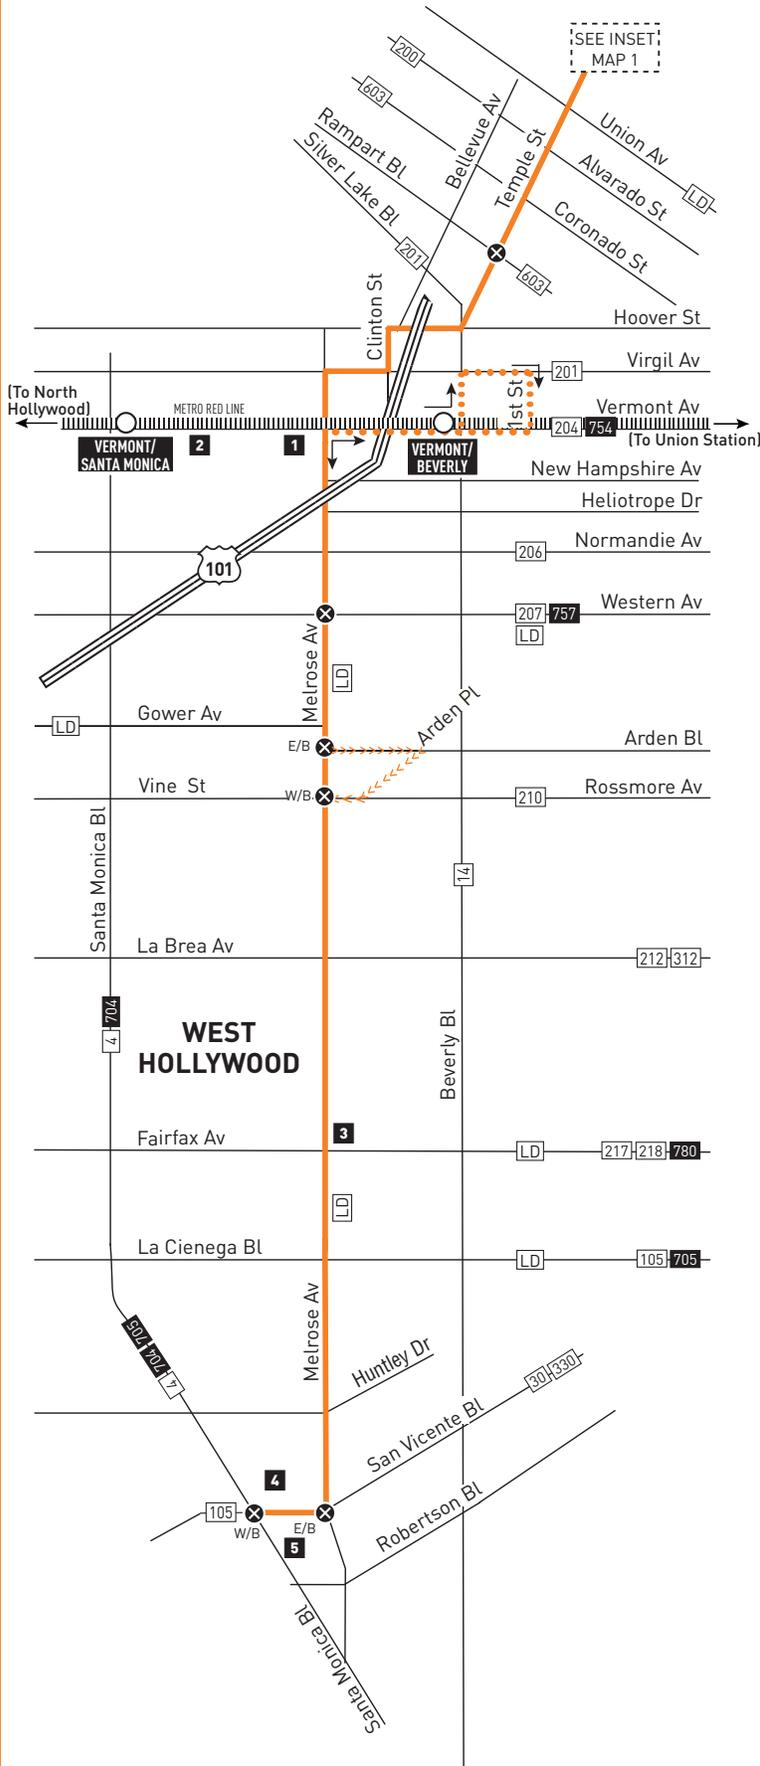 SEE INSET
MAP 1
200
603
Rampart Bl
Silver Lake Bl
201
Bellevue Av
Temple St
Union Av
LD
Alvarado St
Coronado St
603
Clinton St
Hoover St
201
Virgil Av
1st St
(To North
Hollywood)
METRO RED LINE
Vermont Av
204 754
(To Union Station)
VERMONT/
SANTA MONICA
2
1
VERMONT/
BEVERLY
New Hampshire Av
Heliotrope Dr
206
Normandie Av
101
207 757
Western Av
LD
Melrose Av
LD
LD
Gower Av
Arden Pl
E/B
Arden Bl
Vine St
W/B
210
Rossmore Av
Santa Monica Bl
14
La Brea Av
212 312
4 704
WEST
HOLLYWOOD
Beverly Bl
3
Fairfax Av
LD
217 218 780
LD
La Cienega Bl
LD
105 705
Melrose Av
705
704
4
Huntley Dr
San Vicente Bl
30 330
4
105
W/B
E/B
5
Robertson Bl
Santa Monica Bl